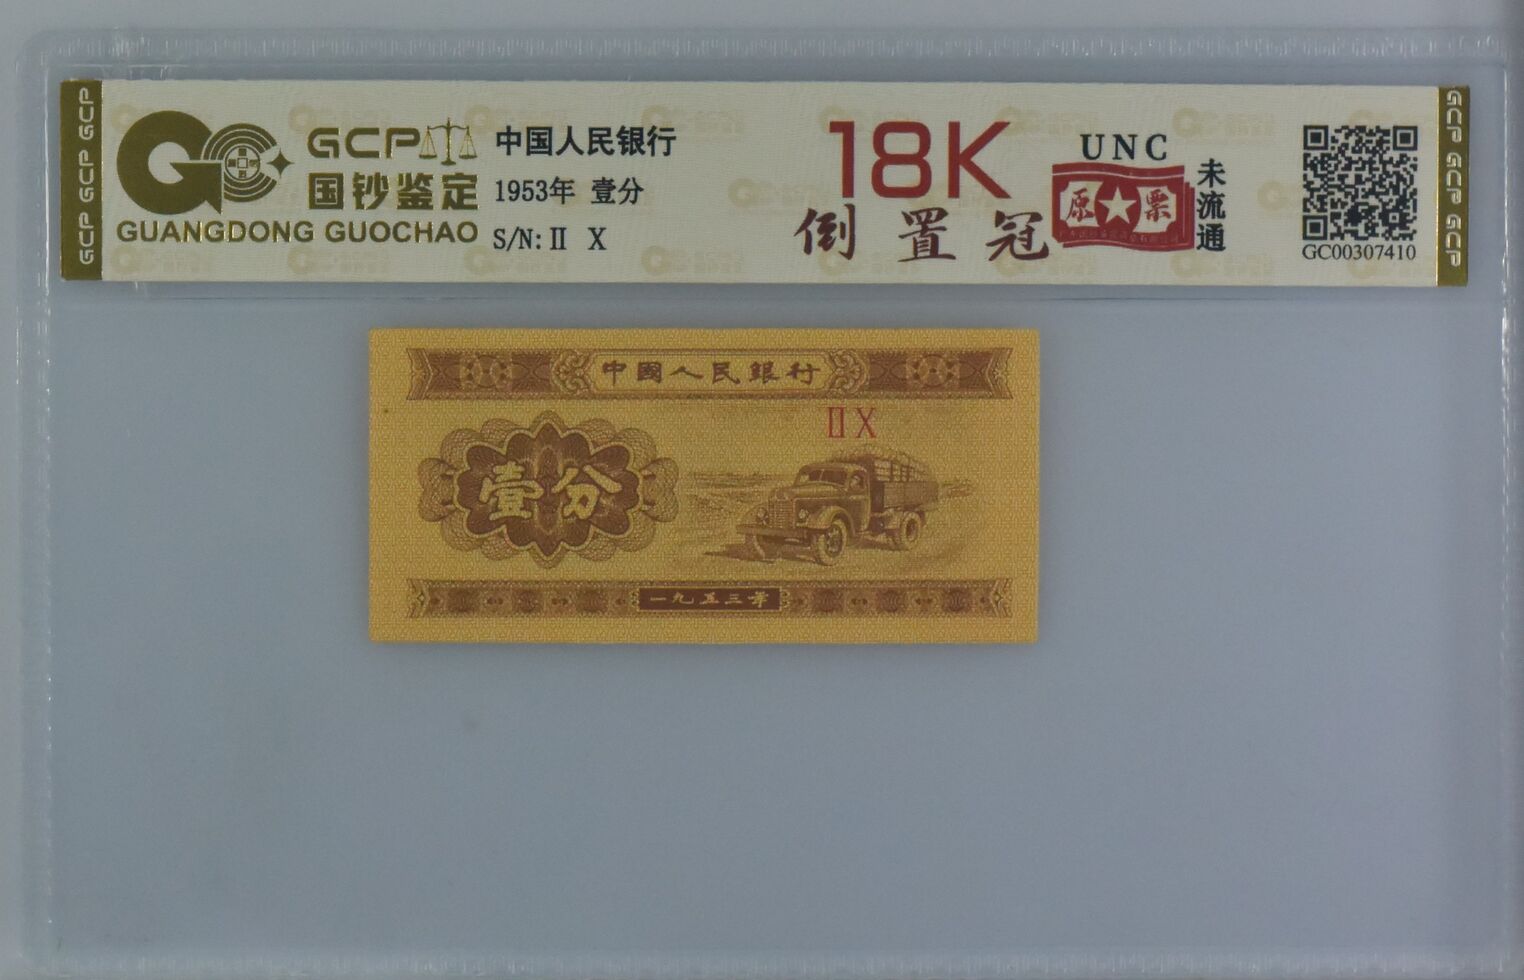 GCP GCP GCP
GCP
国钞鉴定
GUANGDONG GUOCHAO
中国人民银行
1953年 壹分
S/N: II X
18K
倒置冠
UNC
原票
未流通
GC00307410
GCP GCP GCP
中國人民銀行
II X
壹分
一九五三年